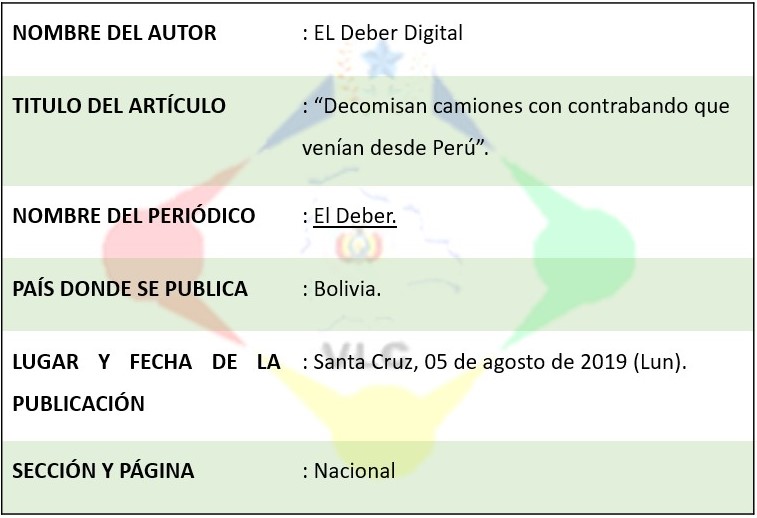 NOMBRE DEL AUTOR : EL Deber Digital
TITULO DEL ARTÍCULO : “Decomisan camiones con contrabando que
venían desde Perú”.
NOMBRE DEL PERIÓDICO : El Deber.
PAÍS DONDE SE PUBLICA : Bolivia.
LUGAR Y FECHA DE LA : Santa Cruz, 05 de agosto de 2019 (Lun).
PUBLICACIÓN
VLC
SECCIÓN Y PÁGINA : Nacional